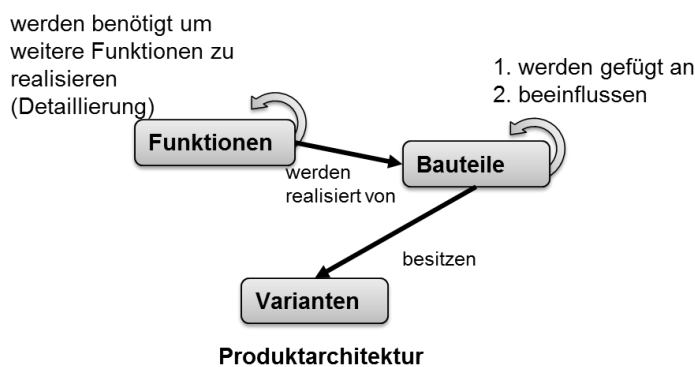 werden benötigt um
weitere Funktionen zu
realisieren
(Detaillierung)
1. werden gefügt an
2. beeinflussen
Funktionen
Bauteile
werden
realisiert von
besitzen
Varianten
Produktarchitektur